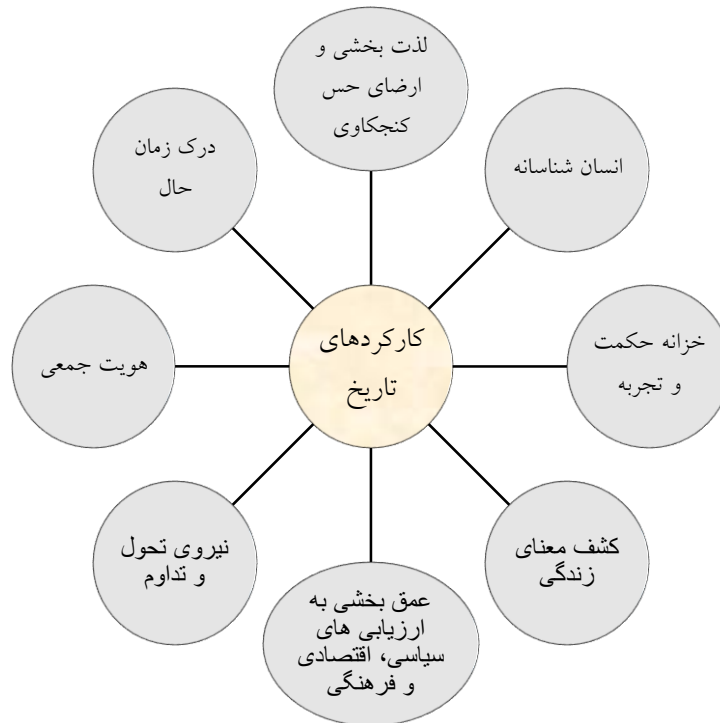 کارکردهای
تاریخ
لذت بخشی و
ارضای حس
کنجکاوی
انسان شناسانه
خزانه حکمت
و تجربه
کشف معنای
زندگی
عمق بخشی به
ارزیابی های
سیاسی، اقتصادی
و فرهنگی
نیروی تحول
و تداوم
هویت جمعی
درک زمان
حال